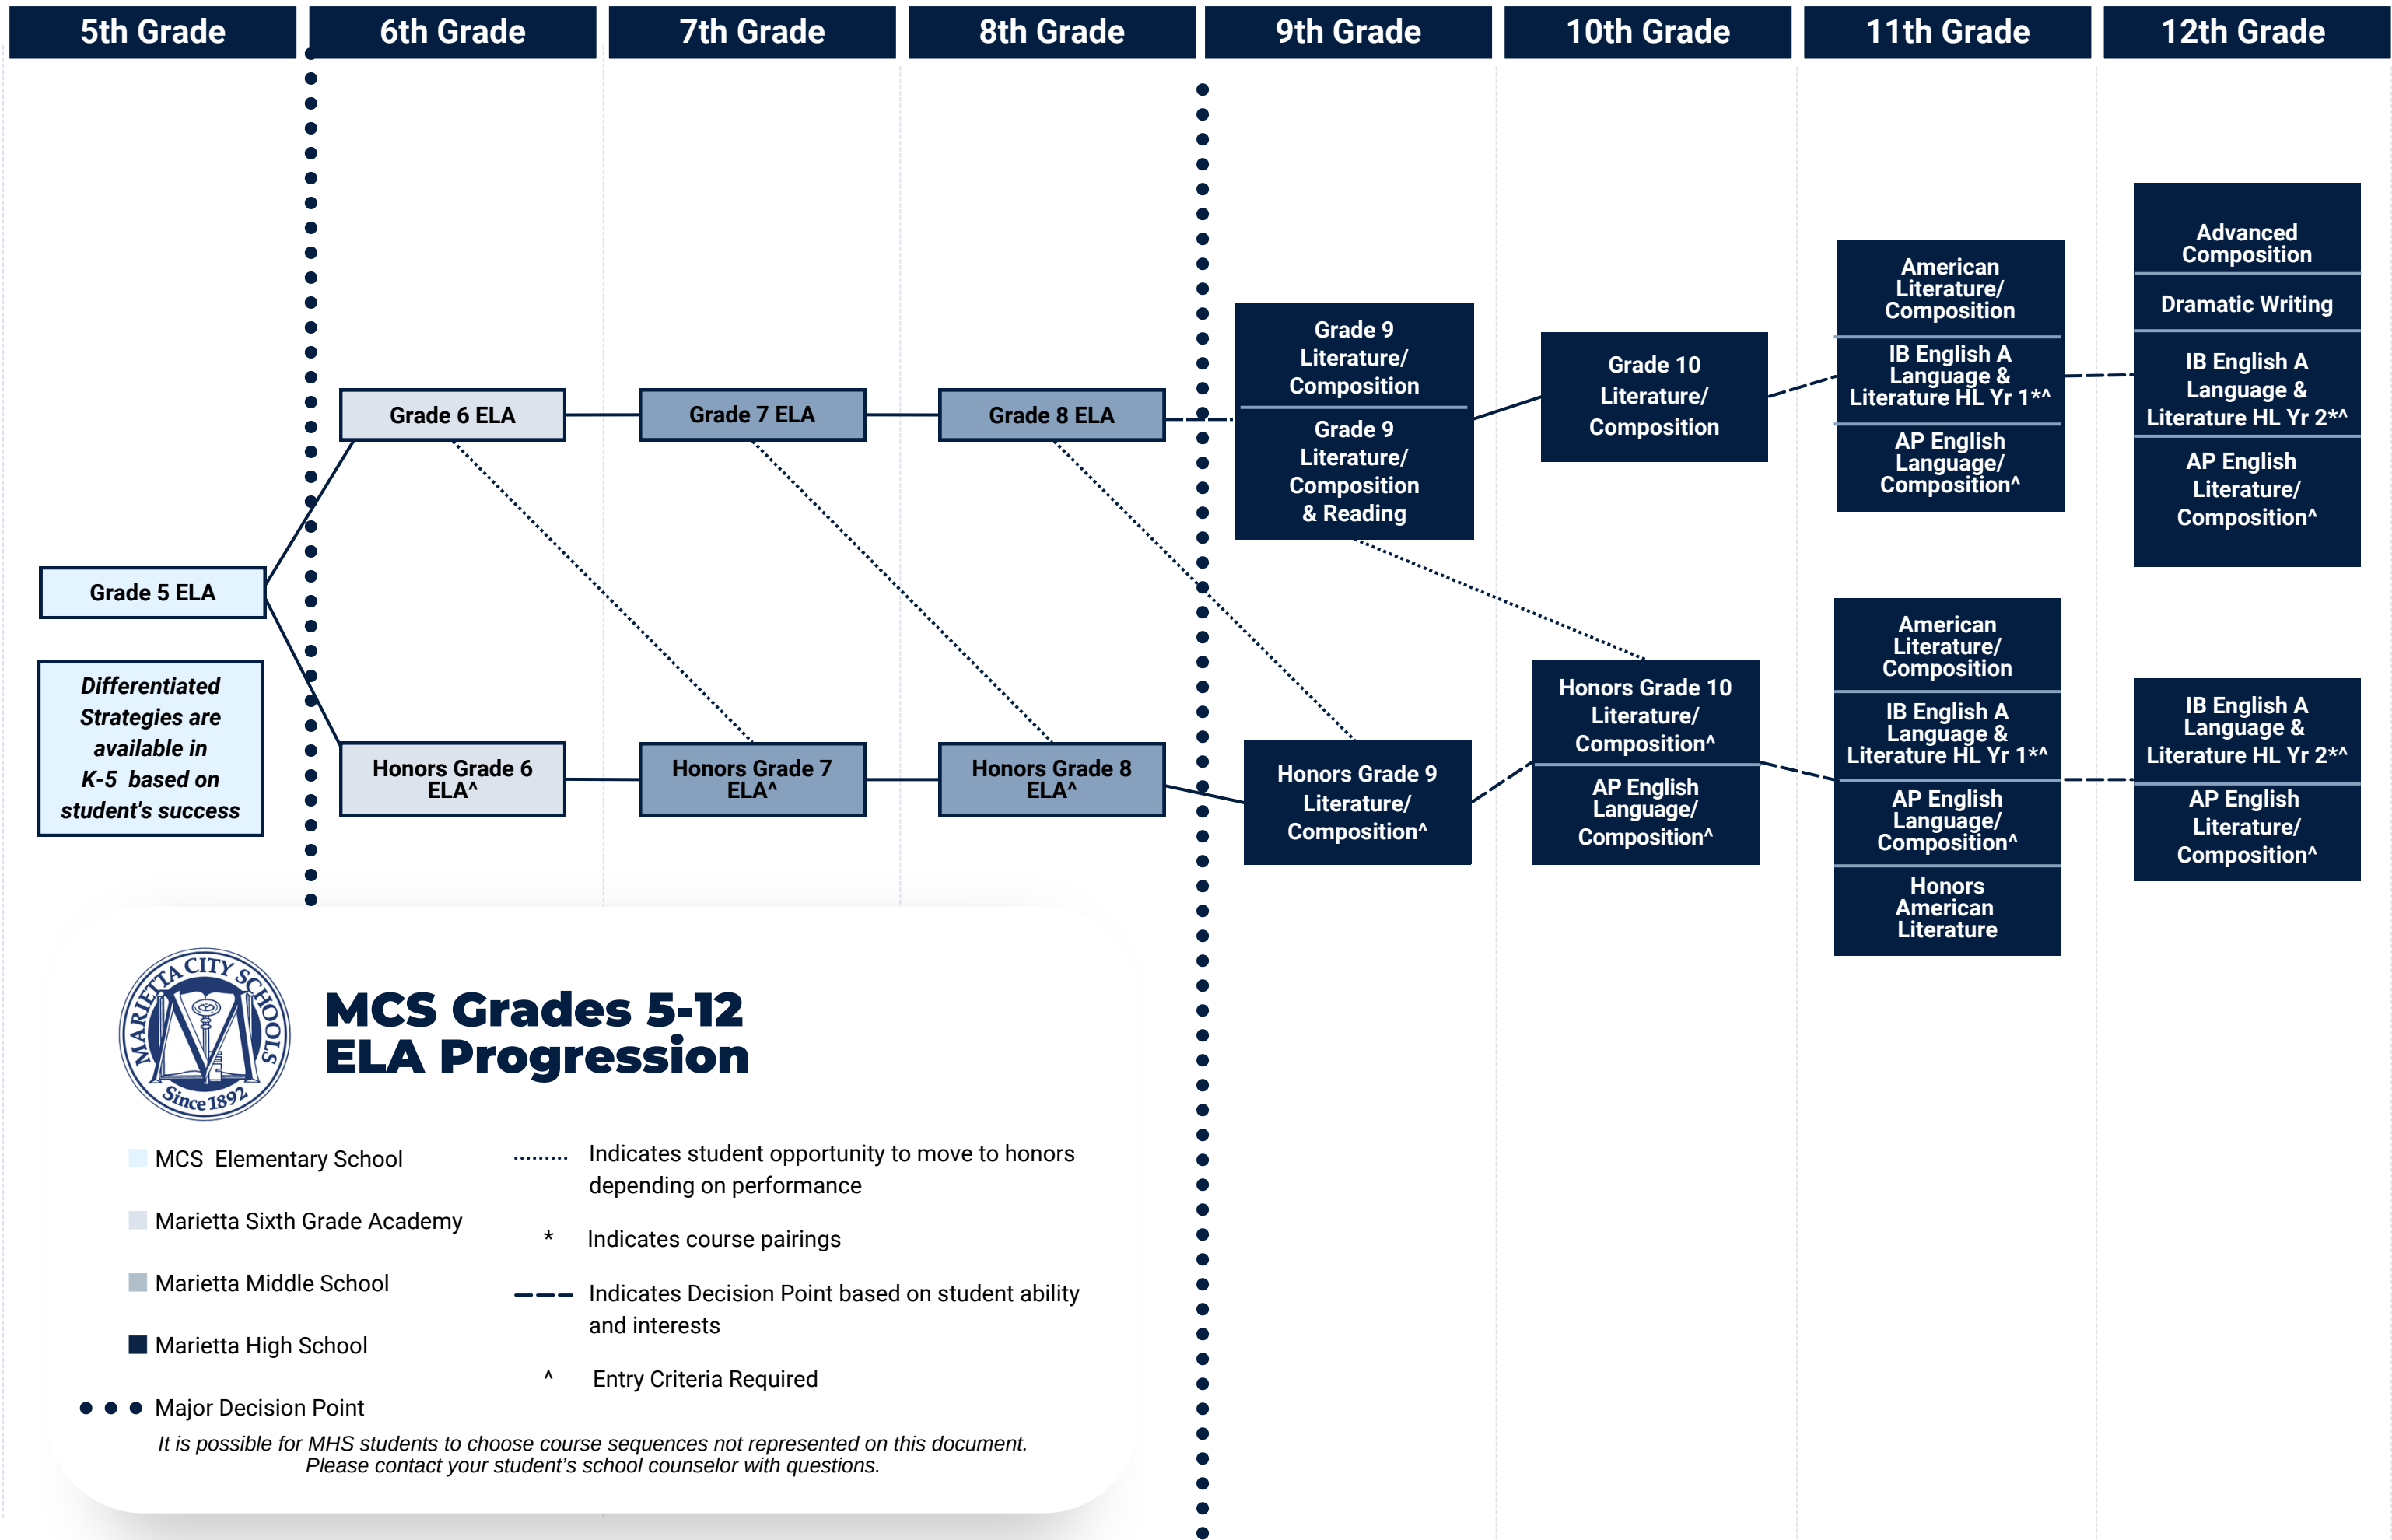 5th Grade
6th Grade
7th Grade
8th Grade
9th Grade
10th Grade
11th Grade
12th Grade
Grade 5 ELA
Differentiated
Strategies are
available in
K-5 based on
student's success
Grade 6 ELA
Honors Grade 6
ELA^
Grade 7 ELA
Honors Grade 7
ELA^
Grade 8 ELA
Honors Grade 8
ELA^
Grade 9
Literature/
Composition
Grade 9
Literature/
Composition
& Reading
Honors Grade 9
Literature/
Composition^
Grade 10
Literature/
Composition
Honors Grade 10
Literature/
Composition^
AP English
Language/
Composition^
American
Literature/
Composition
IB English A
Language &
Literature HL Yr 1*^
AP English
Language/
Composition^
American
Literature/
Composition
IB English A
Language &
Literature HL Yr 1*^
AP English
Language/
Composition^
Honors
American
Literature
Advanced
Composition
Dramatic Writing
IB English A
Language &
Literature HL Yr 2*^
AP English
Literature/
Composition^
IB English A
Language &
Literature HL Yr 2*^
AP English
Literature/
Composition^
MARIETTA CITY SCHOOLS
Since 1892
MCS Grades 5-12
ELA Progression
MCS Elementary School
Marietta Sixth Grade Academy
Marietta Middle School
Marietta High School
Major Decision Point
Indicates student opportunity to move to honors
depending on performance
* Indicates course pairings
Indicates Decision Point based on student ability
and interests
^ Entry Criteria Required
It is possible for MHS students to choose course sequences not represented on this document.
Please contact your student’s school counselor with questions.